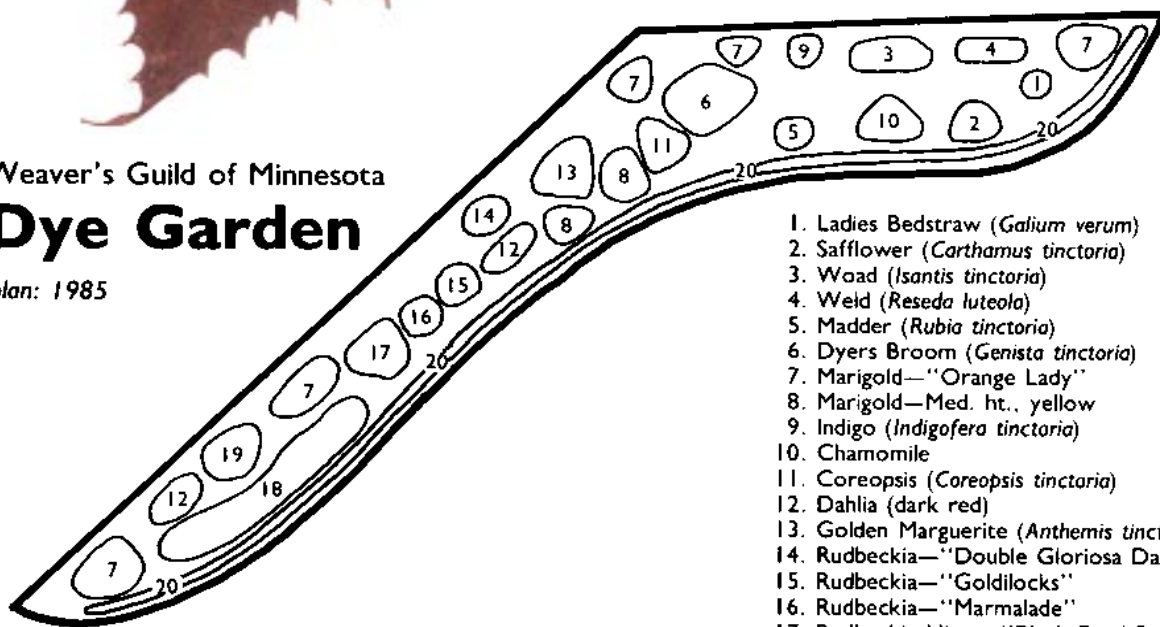 7
9
3
4
7
7
6
1
5
10
2
20
11
13
8
20
14
8
12
15
16
17
20
7
19
18
12
7
20
Weaver's Guild of Minnesota
Dye Garden
lan: 1985
1. Ladies Bedstraw (Galium verum)
2. Safflower (Carthamus tinctoria)
3. Woad (Isantis tinctoria)
4. Weld (Reseda luteola)
5. Madder (Rubia tinctoria)
6. Dyers Broom (Genista tinctoria)
7. Marigold—"Orange Lady"
8. Marigold—Med. ht., yellow
9. Indigo (Indigofera tinctoria)
10. Chamomile
11. Coreopsis (Coreopsis tinctoria)
12. Dahlia (dark red)
13. Golden Marguerite (Anthemis tinct
14. Rudbeckia—"Double Gloriosa Da
15. Rudbeckia—"Goldilocks"
16. Rudbeckia—"Marmalade"